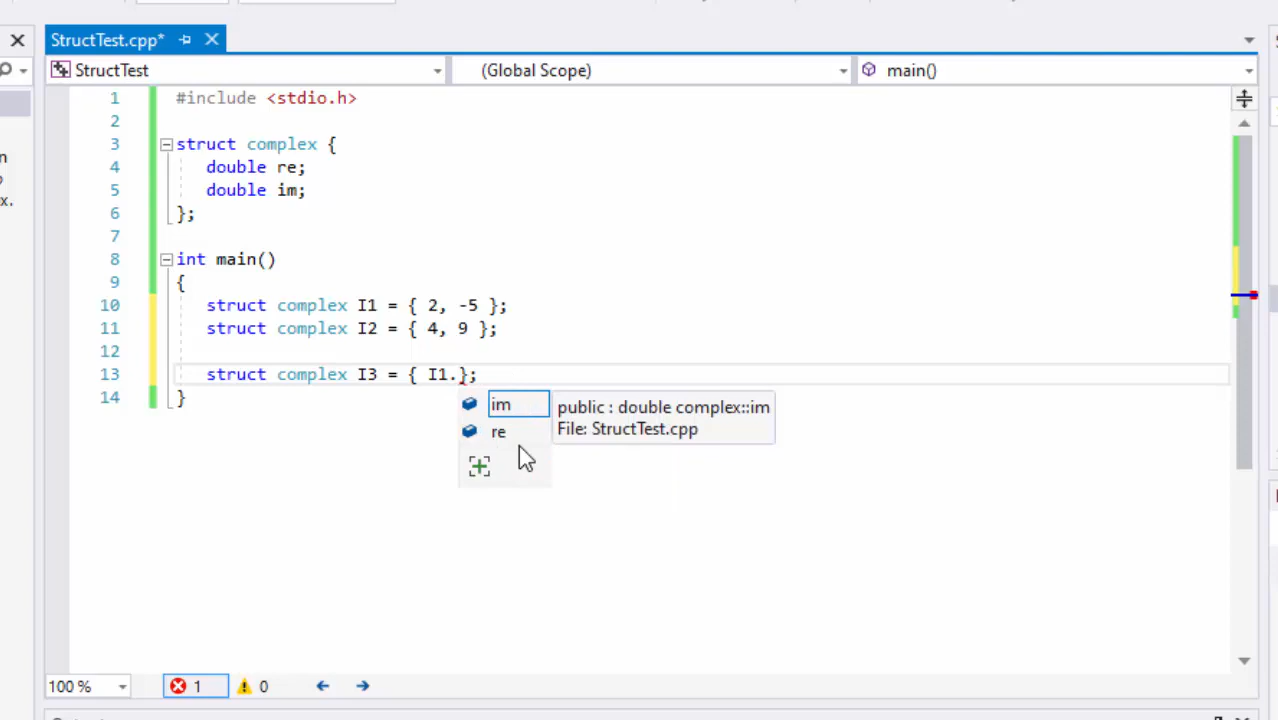 StructTest.cpp*
StructTest (Global Scope) main()
1 #include <stdio.h>
2
3 struct complex {
4 double re;
5 double im;
6 };
7
8 int main()
9 {
10 struct complex I1 = { 2, -5 };
11 struct complex I2 = { 4, 9 };
12
13 struct complex I3 = { I1.};
14 }
im public : double complex::im
File: StructTest.cpp
re
n
x.
100 % 1 0